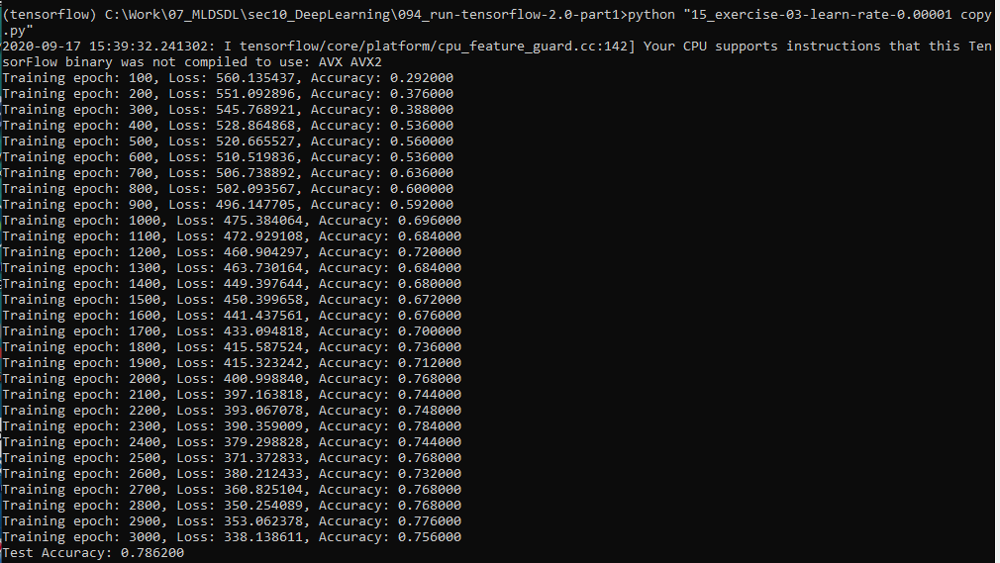 (tensorflow) C:\Work\07_MLDSDL\sec10_DeepLearning\094_run-tensorflow-2.0-part1>python "15_exercise-03-learn-rate-0.00001 copy
.py"
2020-09-17 15:39:32.241302: I tensorflow/core/platform/cpu_feature_guard.cc:142] Your CPU supports instructions that this Ten
sorFlow binary was not compiled to use: AVX AVX2
Training epoch: 100, Loss: 560.135437, Accuracy: 0.292000
Training epoch: 200, Loss: 551.092896, Accuracy: 0.376000
Training epoch: 300, Loss: 545.768921, Accuracy: 0.388000
Training epoch: 400, Loss: 528.864868, Accuracy: 0.536000
Training epoch: 500, Loss: 520.665527, Accuracy: 0.560000
Training epoch: 600, Loss: 510.519836, Accuracy: 0.536000
Training epoch: 700, Loss: 506.738892, Accuracy: 0.636000
Training epoch: 800, Loss: 502.093567, Accuracy: 0.600000
Training epoch: 900, Loss: 496.147705, Accuracy: 0.592000
Training epoch: 1000, Loss: 475.384064, Accuracy: 0.696000
Training epoch: 1100, Loss: 472.929108, Accuracy: 0.684000
Training epoch: 1200, Loss: 460.904297, Accuracy: 0.720000
Training epoch: 1300, Loss: 463.730164, Accuracy: 0.684000
Training epoch: 1400, Loss: 449.397644, Accuracy: 0.680000
Training epoch: 1500, Loss: 450.399658, Accuracy: 0.672000
Training epoch: 1600, Loss: 441.437561, Accuracy: 0.676000
Training epoch: 1700, Loss: 433.094818, Accuracy: 0.700000
Training epoch: 1800, Loss: 415.587524, Accuracy: 0.736000
Training epoch: 1900, Loss: 415.323242, Accuracy: 0.712000
Training epoch: 2000, Loss: 400.998840, Accuracy: 0.768000
Training epoch: 2100, Loss: 397.163818, Accuracy: 0.744000
Training epoch: 2200, Loss: 393.067078, Accuracy: 0.748000
Training epoch: 2300, Loss: 390.359009, Accuracy: 0.784000
Training epoch: 2400, Loss: 379.298828, Accuracy: 0.744000
Training epoch: 2500, Loss: 371.372833, Accuracy: 0.768000
Training epoch: 2600, Loss: 380.212433, Accuracy: 0.732000
Training epoch: 2700, Loss: 360.825104, Accuracy: 0.768000
Training epoch: 2800, Loss: 350.254089, Accuracy: 0.768000
Training epoch: 2900, Loss: 353.062378, Accuracy: 0.776000
Training epoch: 3000, Loss: 338.138611, Accuracy: 0.756000
Test Accuracy: 0.786200